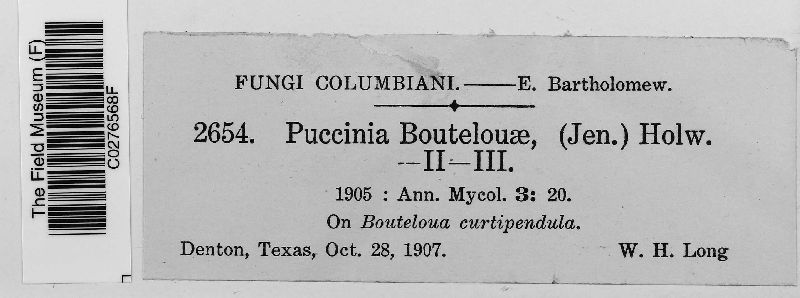 The Field Museum (F)
C0276568F
FUNGI COLUMBIANI.——E. Bartholomew.
2654. Puccinia Boutelouæ, (Jen.) Holw.
—II—III.
1905 : Ann. Mycol. 3: 20.
On Bouteloua curtipendula.
Denton, Texas, Oct. 28, 1907. W. H. Long